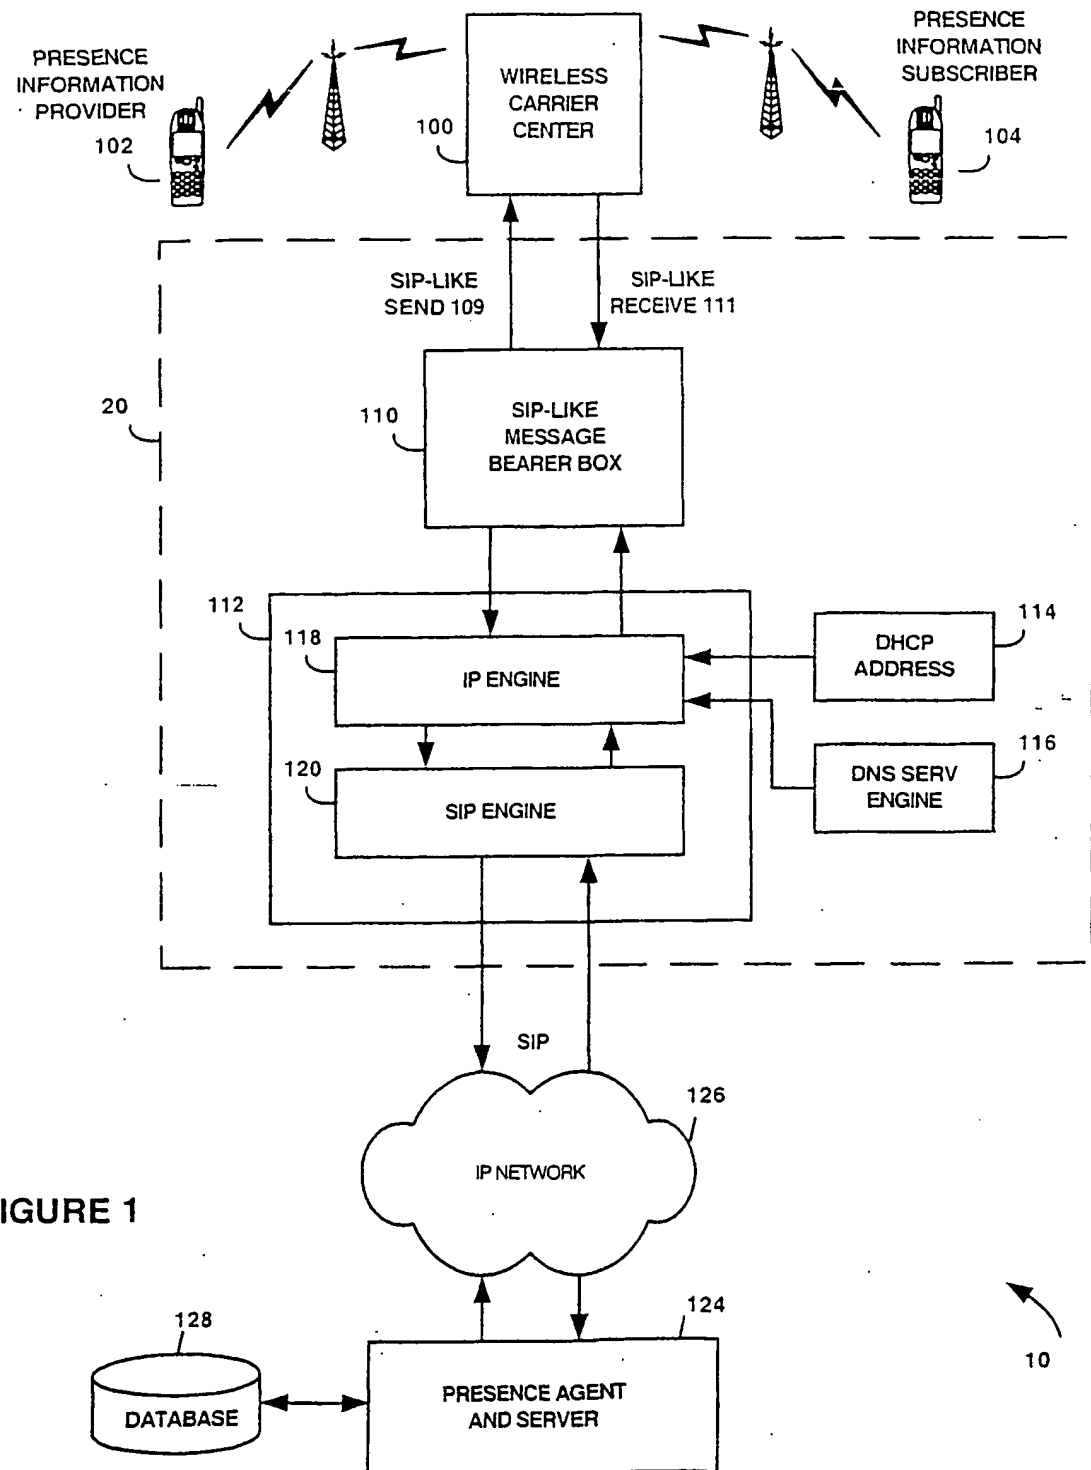 PRESENCE
INFORMATION
PROVIDER
102
WIRELESS
CARRIER
CENTER
100
PRESENCE
INFORMATION
SUBSCRIBER
104
SIP-LIKE
SEND 109
SIP-LIKE
RECEIVE 111
20
110
SIP-LIKE
MESSAGE
BEARER BOX
112
118
IP ENGINE
DHCP
ADDRESS
114
120
SIP ENGINE
DNS SERV
ENGINE
116
SIP
126
IP NETWORK
IGURE 1
128
DATABASE
124
PRESENCE AGENT
AND SERVER
10